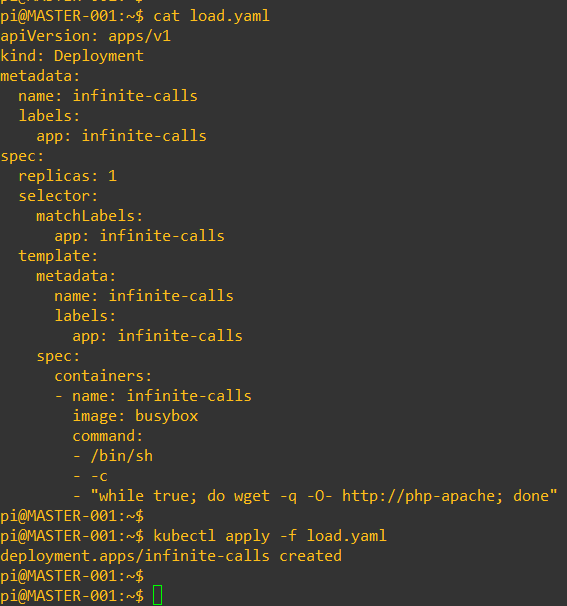 pi@MASTER-001:~$
pi@MASTER-001:~$ cat load.yaml
apiVersion: apps/v1
kind: Deployment
metadata:
  name: infinite-calls
  labels:
    app: infinite-calls
spec:
  replicas: 1
  selector:
    matchLabels:
      app: infinite-calls
  template:
    metadata:
      name: infinite-calls
      labels:
        app: infinite-calls
    spec:
      containers:
      - name: infinite-calls
        image: busybox
        command:
        - /bin/sh
        - -c
        - "while true; do wget -q -O- http://php-apache; done"
pi@MASTER-001:~$
pi@MASTER-001:~$ kubectl apply -f load.yaml
deployment.apps/infinite-calls created
pi@MASTER-001:~$
pi@MASTER-001:~$